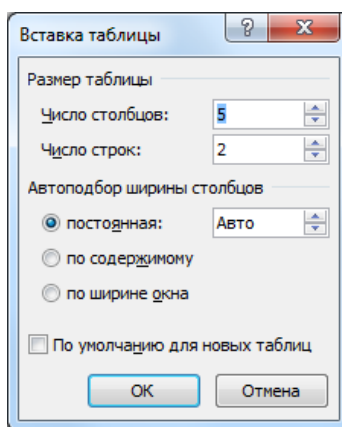 Вставка таблицы ? X
Размер таблицы
Число столбцов: 5
Число строк: 2
Автоподбор ширины столбцов
постоянная: Авто
по содержимому
по ширине окна
По умолчанию для новых таблиц
ОК Отмена